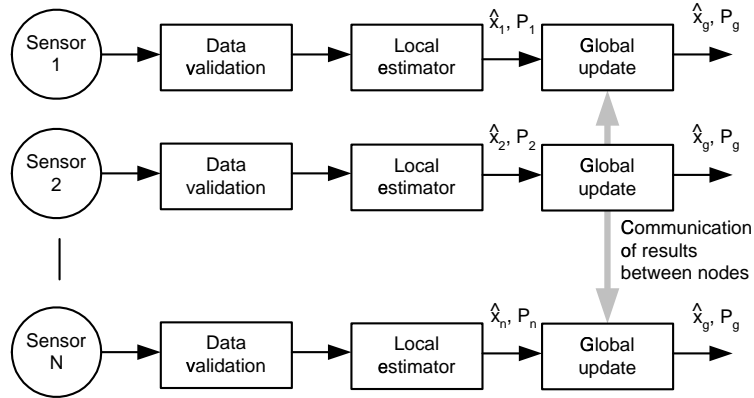 Sensor
1
Data
validation
Local
estimator
x̂₁, P₁
Global
update
x̂g, Pg
Sensor
2
Data
validation
Local
estimator
x̂₂, P₂
Global
update
x̂g, Pg
Communication
of results
between nodes
Sensor
N
Data
validation
Local
estimator
x̂ₙ, Pₙ
Global
update
x̂g, Pg